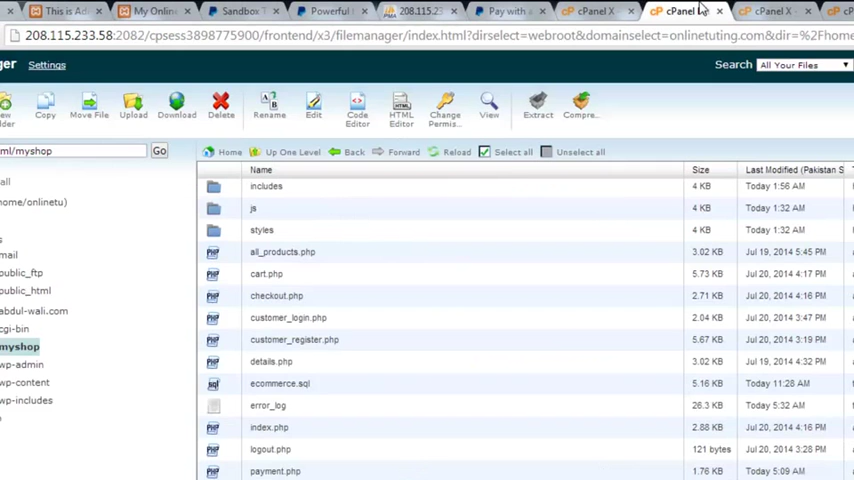 This is Ad My Online Sandbox T Powerful 208.115.23 Pay with a cPanel X cPanel cPanel X
208.115.233.58:2082/cpsess3898775900/frontend/x3/filemanager/index.html?dirselect=webroot&domainselect=onlinetuting.com&dir=%2Fhome
ger Settings Search All Your Files
ew Copy Move File Upload Download Delete Rename Edit Code HTML Change View Extract Compre...
lder Editor Editor Permis...
ml/myshop Go Home Up One Level Back Forward Reload Select all Unselect all
Name Size Last Modified (Pakistan S
all includes 4 KB Today 1:56 AM
ome/onlinetu) js 4 KB Today 1:32 AM
styles 4 KB Today 1:32 AM
s
mail all_products.php 3.02 KB Jul 19, 2014 5:45 PM
public_ftp cart.php 5.73 KB Jul 20, 2014 4:17 PM
public_html checkout.php 2.71 KB Jul 20, 2014 4:16 PM
abdul-wali.com customer_login.php 2.04 KB Jul 20, 2014 3:47 PM
cgi-bin customer_register.php 5.67 KB Jul 20, 2014 4:19 PM
myshop details.php 3.02 KB Jul 19, 2014 4:37 PM
wp-admin
wp-content ecommerce.sql 5.16 KB Today 11:28 AM
wp-includes error_log 26.3 KB Today 5:32 AM
index.php 2.88 KB Jul 20, 2014 4:16 PM
logout.php 121 bytes Jul 20, 2014 3:28 PM
payment.php 1.76 KB Today 5:09 AM